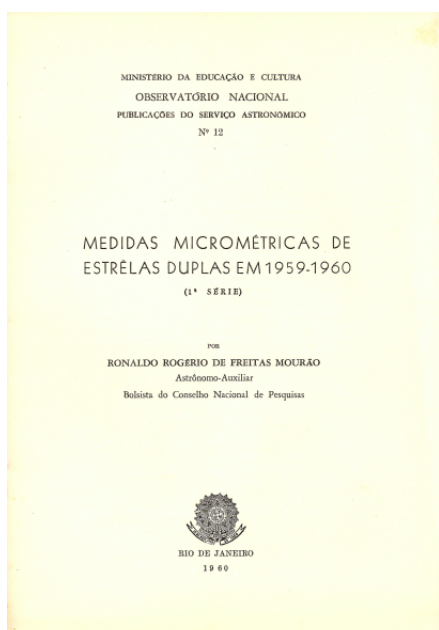 MINISTÉRIO DA EDUCAÇÃO E CULTURA
OBSERVATÓRIO NACIONAL
PUBLICAÇÕES DO SERVIÇO ASTRONÔMICO
Nº 12
MEDIDAS MICROMÉTRICAS DE
ESTRÊLAS DUPLAS EM 1959-1960
(1ª SÉRIE)
POR
RONALDO ROGÉRIO DE FREITAS MOURÃO
Astrônomo-Auxiliar
Bolsista do Conselho Nacional de Pesquisas
RIO DE JANEIRO
1960